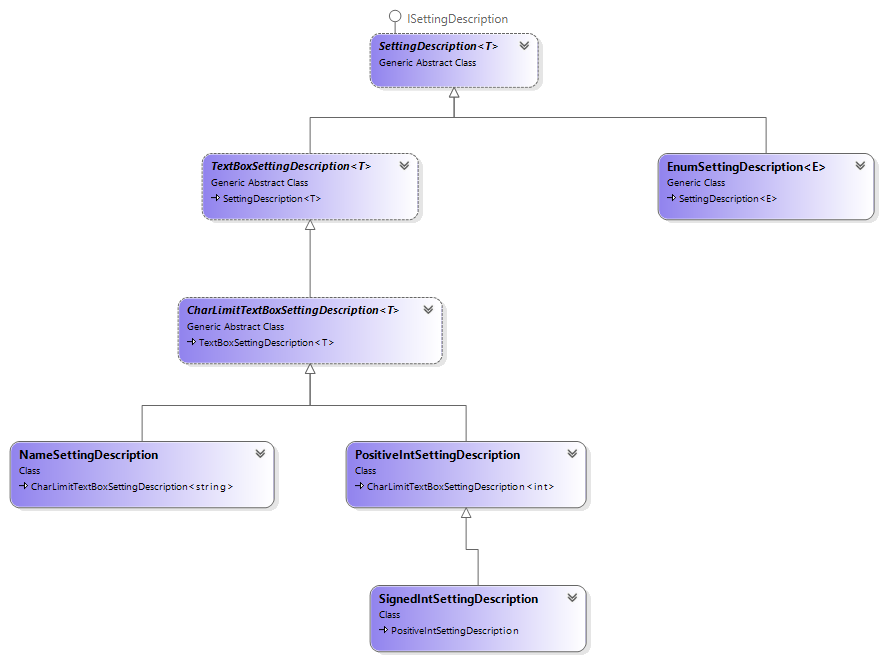 ISettingDescription
SettingDescription<T>
Generic Abstract Class
TextBoxSettingDescription<T>
Generic Abstract Class
SettingDescription<T>
EnumSettingDescription<E>
Generic Class
SettingDescription<E>
CharLimitTextBoxSettingDescription<T>
Generic Abstract Class
TextBoxSettingDescription<T>
NameSettingDescription
Class
CharLimitTextBoxSettingDescription<string>
PositiveIntSettingDescription
Class
CharLimitTextBoxSettingDescription<int>
SignedIntSettingDescription
Class
PositiveIntSettingDescription